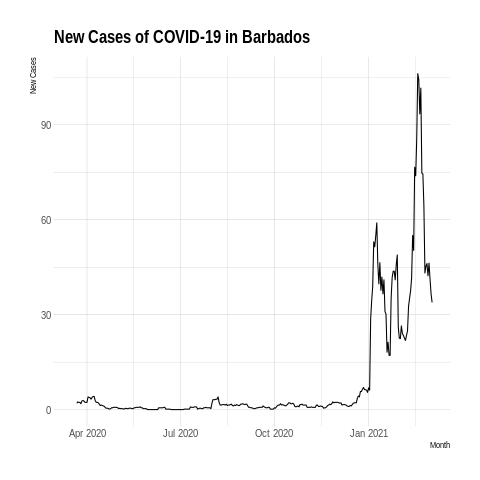 New Cases of COVID-19 in Barbados
New Cases
90
60
30
0
Apr 2020
Jul 2020
Oct 2020
Jan 2021
Month